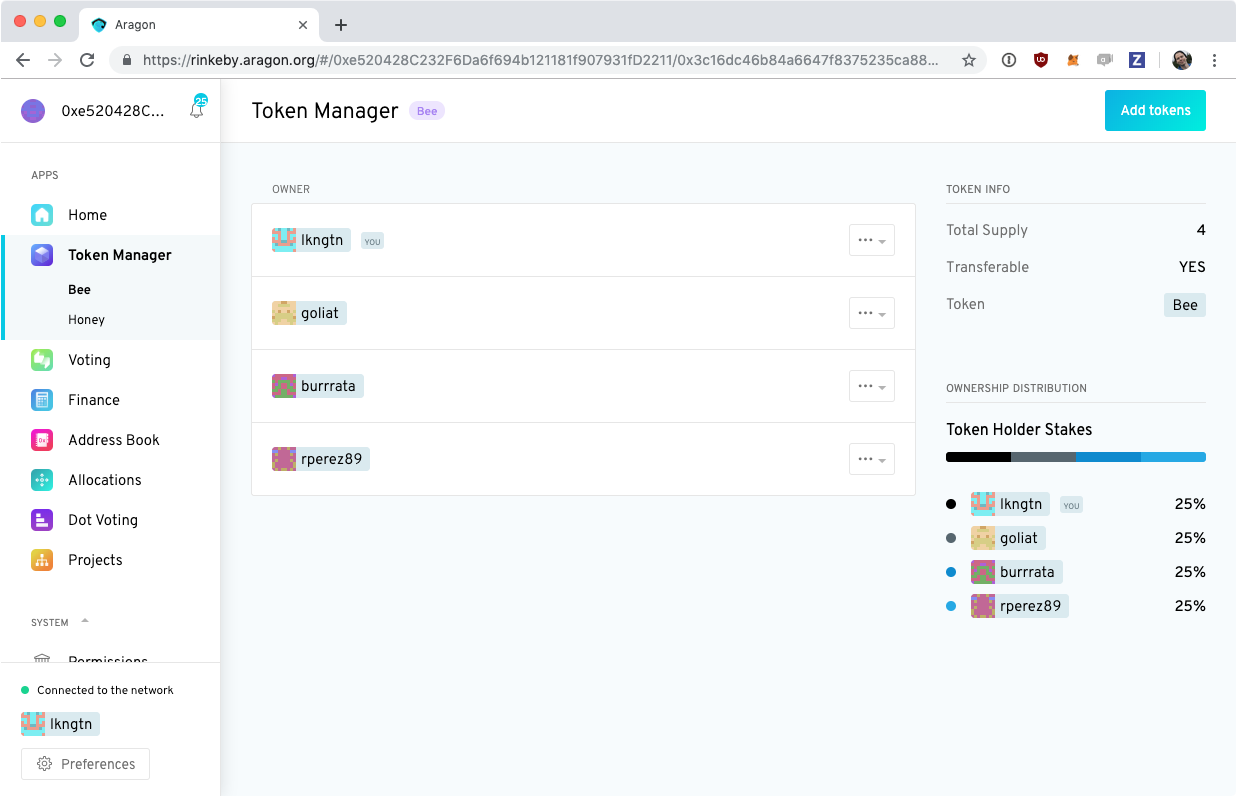 Aragon
https://rinkeby.aragon.org/#/0xe520428C232F6Da6f694b121181f907931fD2211/0x3c16dc46b84a6647f8375235ca88...
0xe520428C...
25
Token Manager
Bee
Add tokens
APPS
Home
Token Manager
Bee
Honey
Voting
Finance
Address Book
Allocations
Dot Voting
Projects
SYSTEM
Permissions
Connected to the network
lkngtn
Preferences
OWNER
lkngtn YOU
goliat
burrrata
rperez89
TOKEN INFO
Total Supply 4
Transferable YES
Token Bee
OWNERSHIP DISTRIBUTION
Token Holder Stakes
lkngtn YOU 25%
goliat 25%
burrrata 25%
rperez89 25%